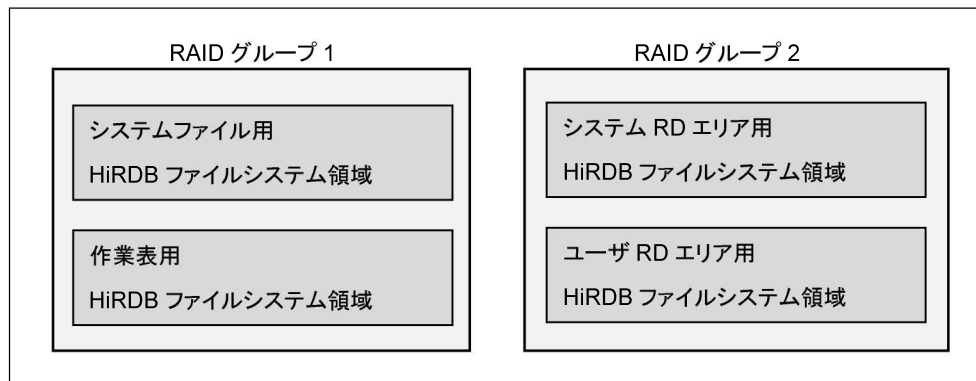 RAID グループ 1
システムファイル用
HiRDB ファイルシステム領域
作業表用
HiRDB ファイルシステム領域
RAID グループ 2
システム RD エリア用
HiRDB ファイルシステム領域
ユーザ RD エリア用
HiRDB ファイルシステム領域